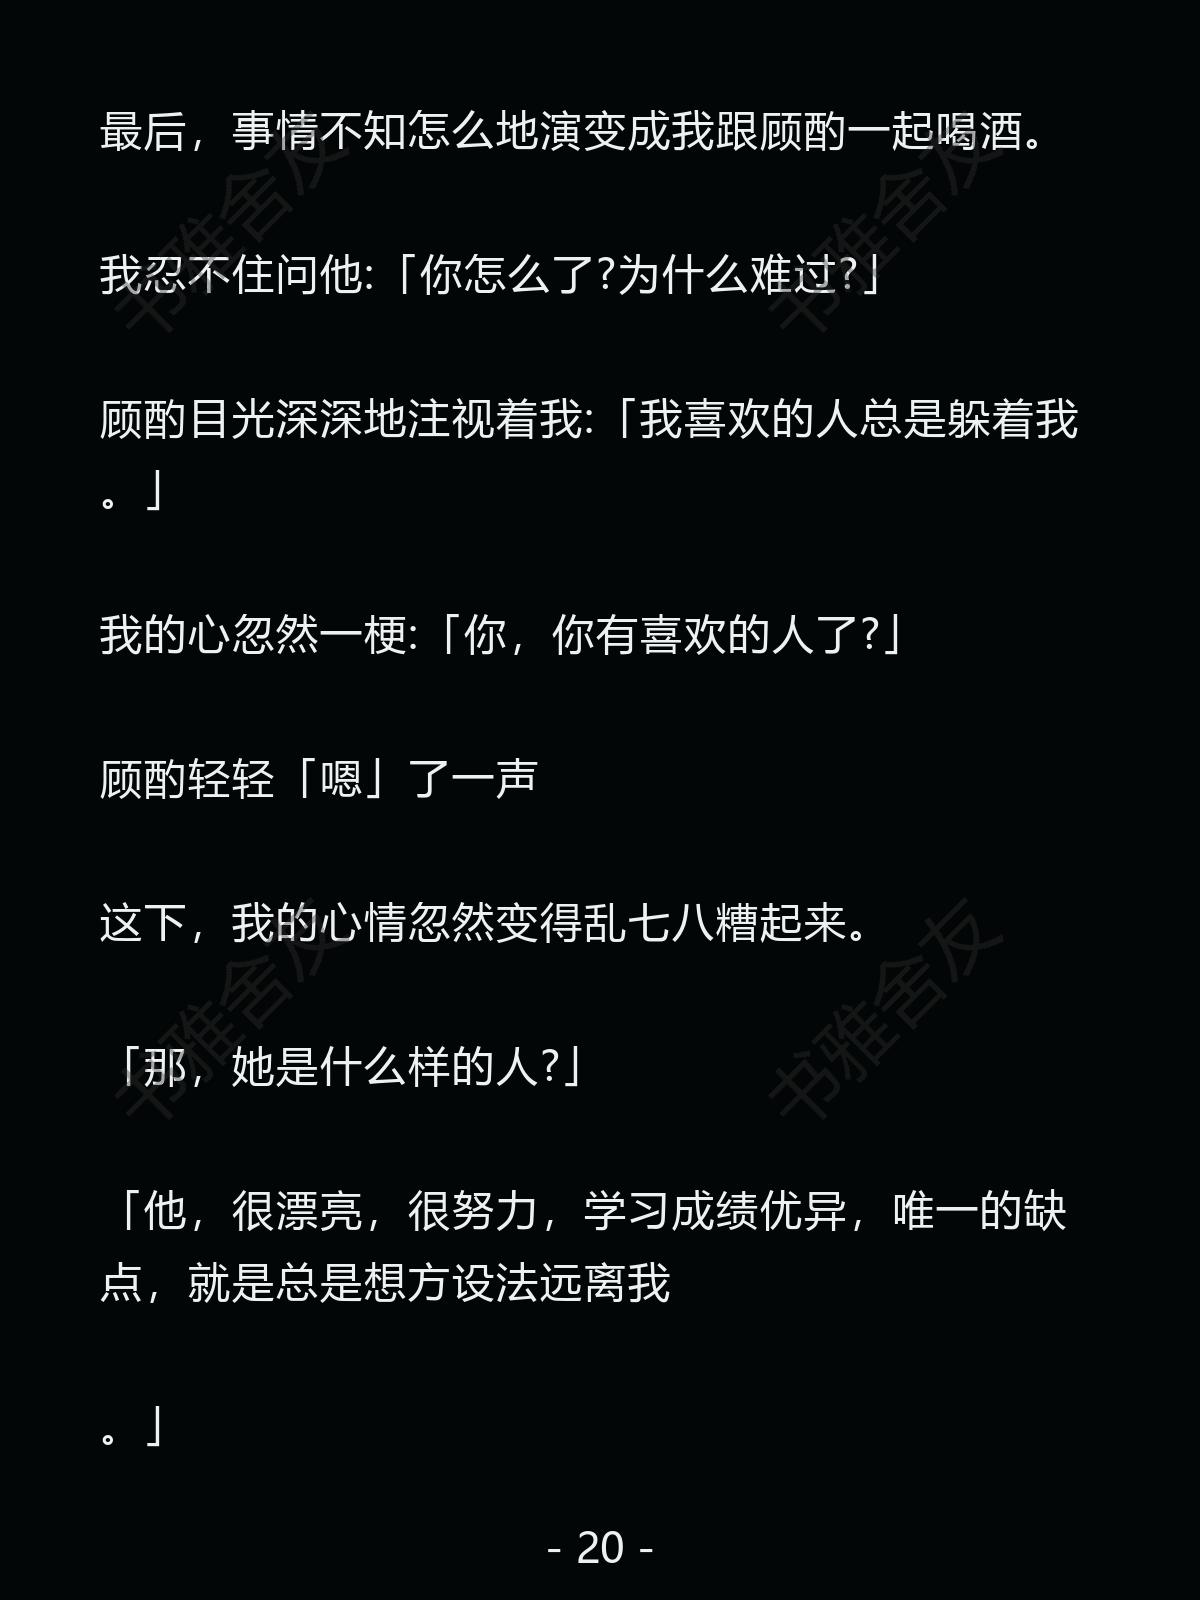 最后，事情不知怎么地演变成我跟顾酌一起喝酒。
我忍不住问他:「你怎么了?为什么难过?」
顾酌目光深深地注视着我:「我喜欢的人总是躲着我
。」
我的心忽然一梗:「你，你有喜欢的人了?」
顾酌轻轻「嗯」了一声
这下，我的心情忽然变得乱七八糟起来。
「那，她是什么样的人?」
「他，很漂亮，很努力，学习成绩优异，唯一的缺
点，就是总是想方设法远离我
。」
- 20 -
书雅舍友
书雅舍友
书雅舍友
书雅舍友